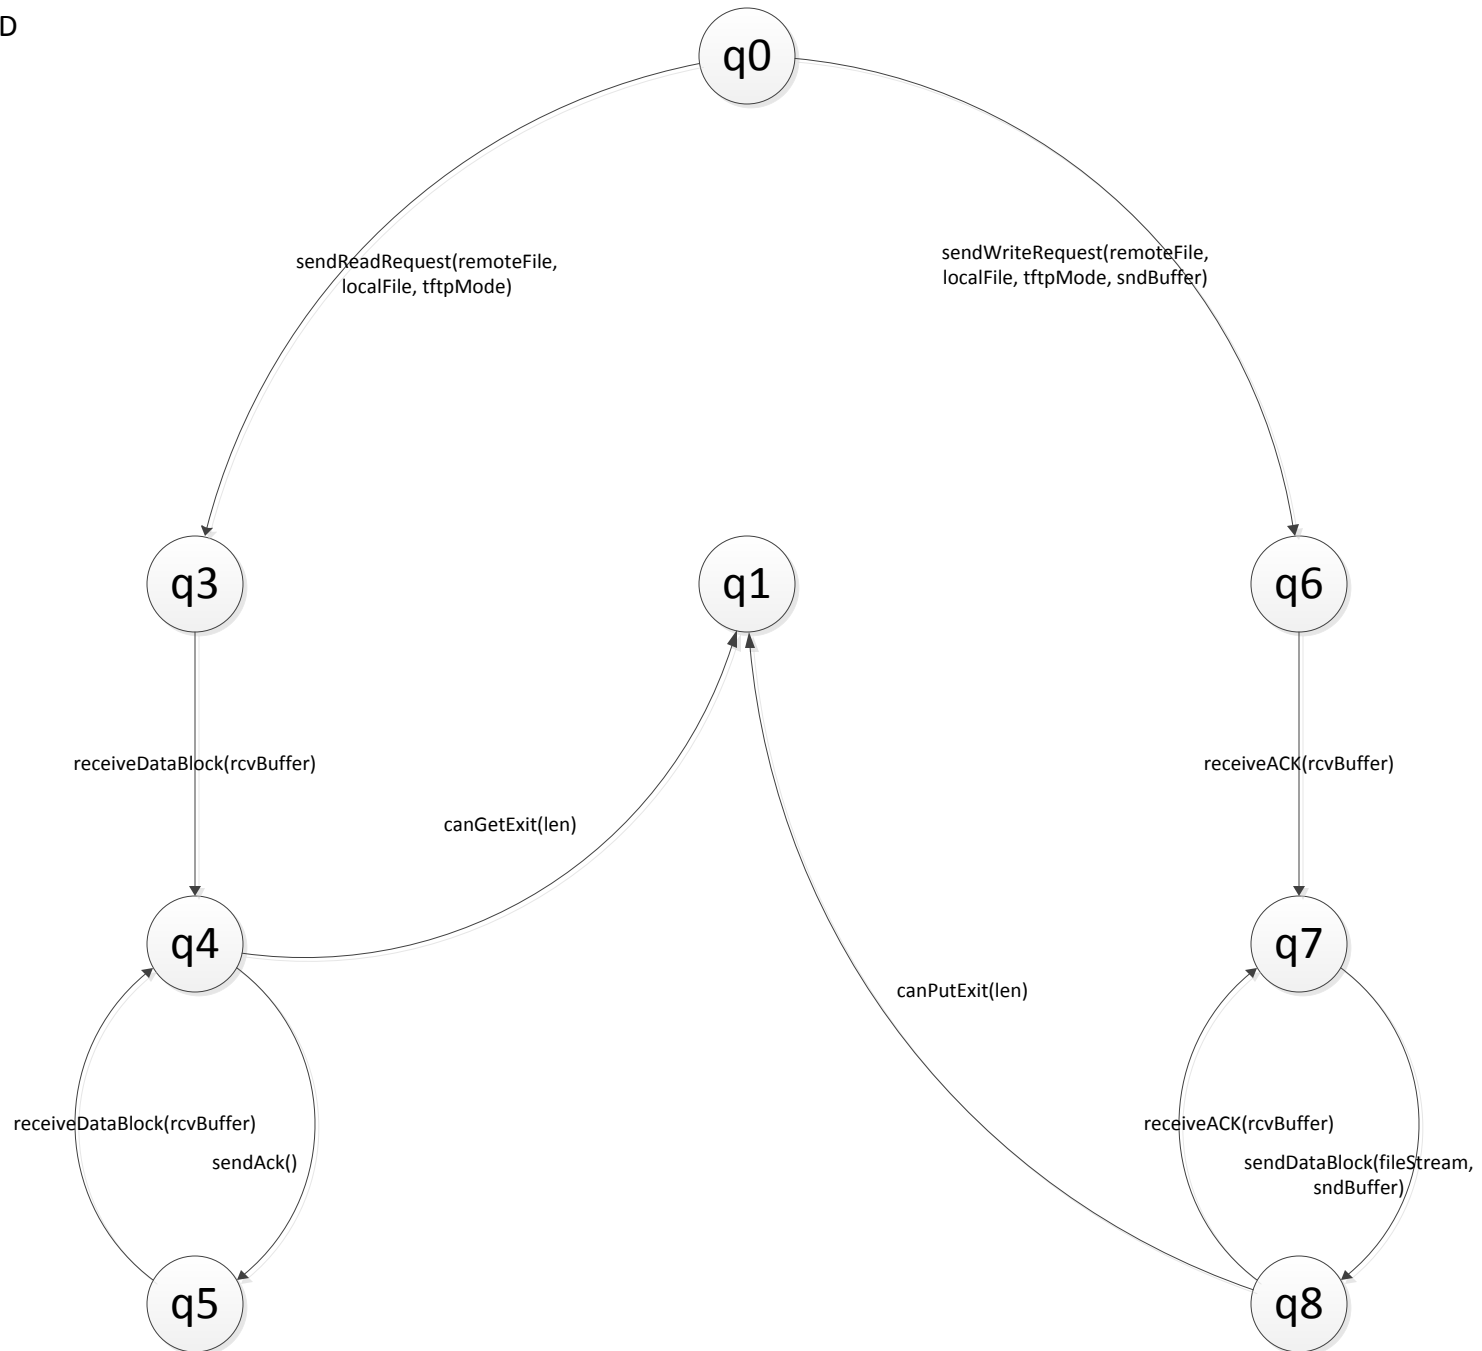 D
q0
sendReadRequest(remoteFile,
localFile, tftpMode)
sendWriteRequest(remoteFile,
localFile, tftpMode, sndBuffer)
q3
q1
q6
receiveDataBlock(rcvBuffer)
receiveACK(rcvBuffer)
canGetExit(len)
q4
q7
canPutExit(len)
receiveDataBlock(rcvBuffer)
sendAck()
receiveACK(rcvBuffer)
sendDataBlock(fileStream,
sndBuffer)
q5
q8